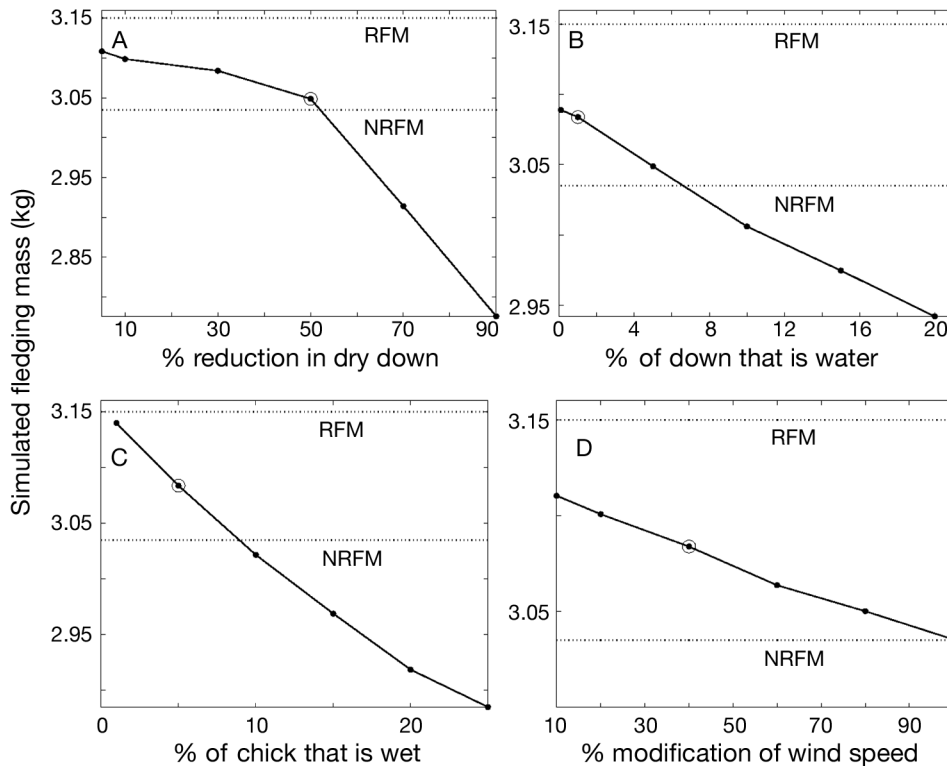 Simulated fledging mass (kg)
A
RFM
NRFM
3.15
3.05
2.95
2.85
10 30 50 70 90
% reduction in dry down
B
RFM
NRFM
3.15
3.05
2.95
0 4 8 12 16 20
% of down that is water
C
RFM
NRFM
3.15
3.05
2.95
0 10 20
% of chick that is wet
D
RFM
NRFM
3.15
3.05
10 30 50 70 90
% modification of wind speed